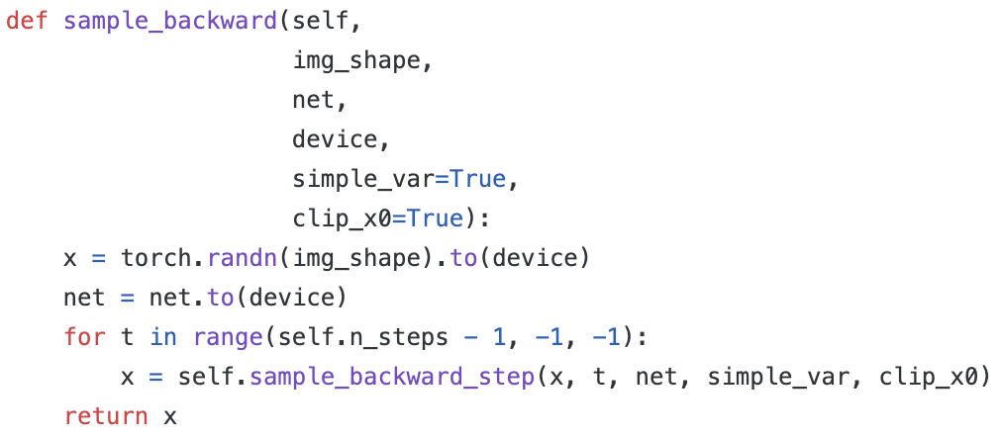 def sample_backward(self,
                    img_shape,
                    net,
                    device,
                    simple_var=True,
                    clip_x0=True):
    x = torch.randn(img_shape).to(device)
    net = net.to(device)
    for t in range(self.n_steps - 1, -1, -1):
        x = self.sample_backward_step(x, t, net, simple_var, clip_x0)
    return x